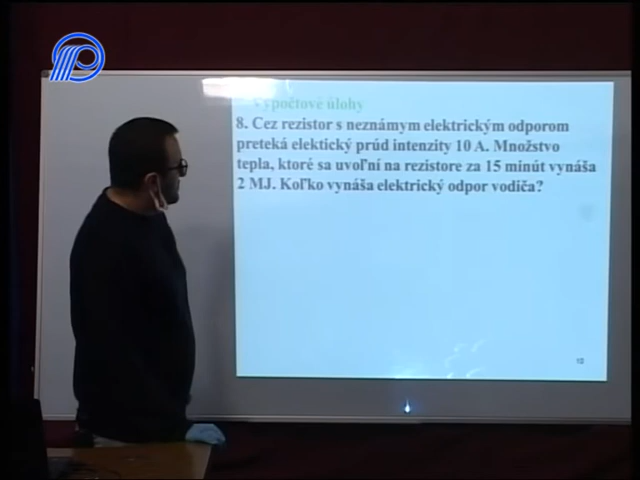 Výpočtové úlohy
8. Cez rezistor s neznámym elektrickým odporom
preteká elektický prúd intenzity 10 A. Množstvo
tepla, ktoré sa uvoľní na rezistore za 15 minút vynáša
2 MJ. Koľko vynáša elektrický odpor vodiča?